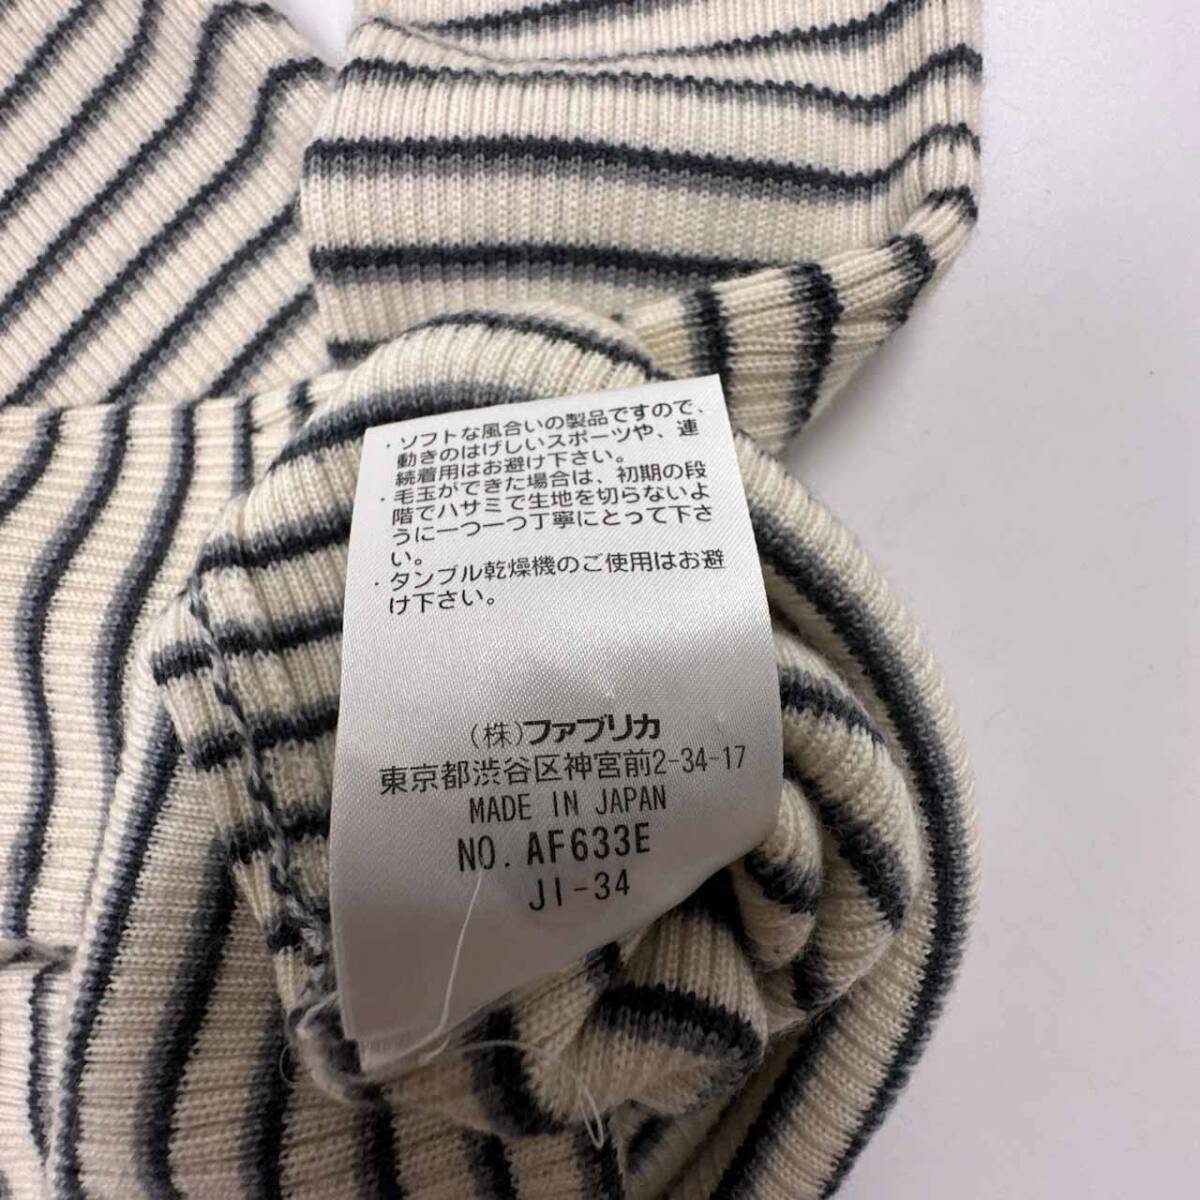 ・ソフトな風合いの製品ですので、
動きのはげしいスポーツや、連
続着用はお避け下さい。
・毛玉ができた場合は、初期の段
階でハサミで生地を切らないよ
うに一つ一つ丁寧にとって下さ
い。
・タンブル乾燥機のご使用はお避
け下さい。
(株)ファブリカ
東京都渋谷区神宮前2-34-17
MADE IN JAPAN
NO. AF633E
JI-34